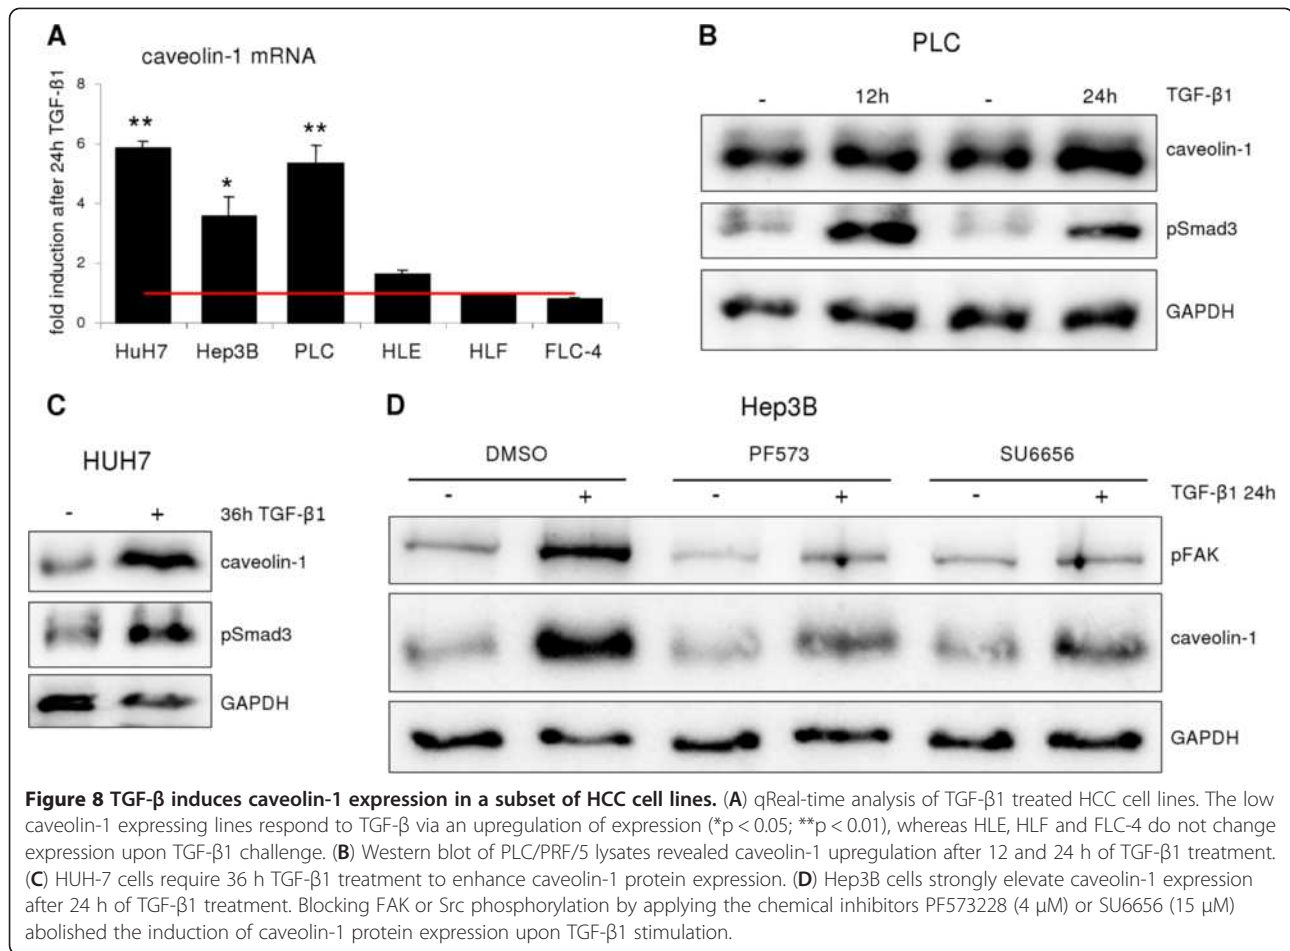 A
caveolin-1 mRNA
fold induction after 24h TGF-β1
8
6
4
2
0
**
*
**
HuH7 Hep3B PLC HLE HLF FLC-4
B
PLC
- 12h - 24h TGF-β1
caveolin-1
pSmad3
GAPDH
C
HUH7
- + 36h TGF-β1
caveolin-1
pSmad3
GAPDH
D
Hep3B
DMSO PF573 SU6656
- + - + - + TGF-β1 24h
pFAK
caveolin-1
GAPDH
Figure 8 TGF-β induces caveolin-1 expression in a subset of HCC cell lines. (A) qReal-time analysis of TGF-β1 treated HCC cell lines. The low
caveolin-1 expressing lines respond to TGF-β via an upregulation of expression (*p < 0.05; **p < 0.01), whereas HLE, HLF and FLC-4 do not change
expression upon TGF-β1 challenge. (B) Western blot of PLC/PRF/5 lysates revealed caveolin-1 upregulation after 12 and 24 h of TGF-β1 treatment.
(C) HUH-7 cells require 36 h TGF-β1 treatment to enhance caveolin-1 protein expression. (D) Hep3B cells strongly elevate caveolin-1 expression
after 24 h of TGF-β1 treatment. Blocking FAK or Src phosphorylation by applying the chemical inhibitors PF573228 (4 μM) or SU6656 (15 μM)
abolished the induction of caveolin-1 protein expression upon TGF-β1 stimulation.